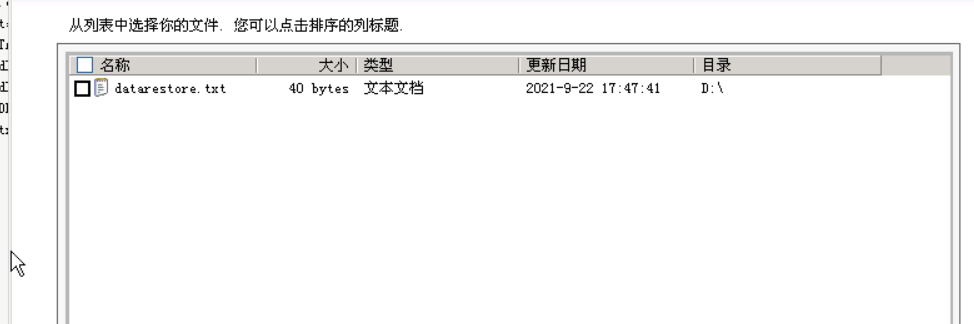 从列表中选择你的文件. 您可以点击排序的列标题.
名称 大小 类型 更新日期 目录
datarestore.txt 40 bytes 文本文档 2021-9-22 17:47:41 D:\